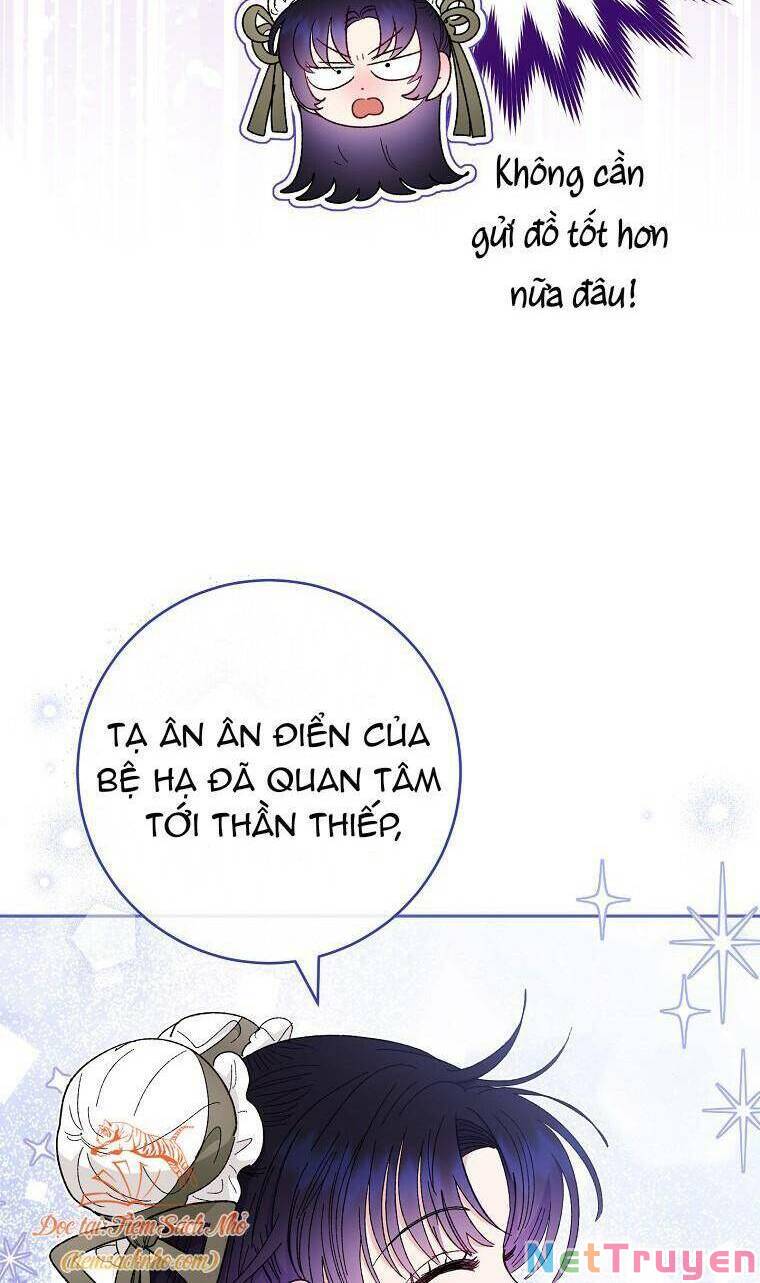 Không cần
gửi đồ tốt hơn
nữa đâu!
TẠ ÂN ÂN ĐIỂN CỦA
BỆ HẠ ĐÃ QUAN TÂM
TỚI THẦN THIẾP,
Đọc tại Tiệm Sách Nhỏ
(tiemsachnho.com)
NetTruyen